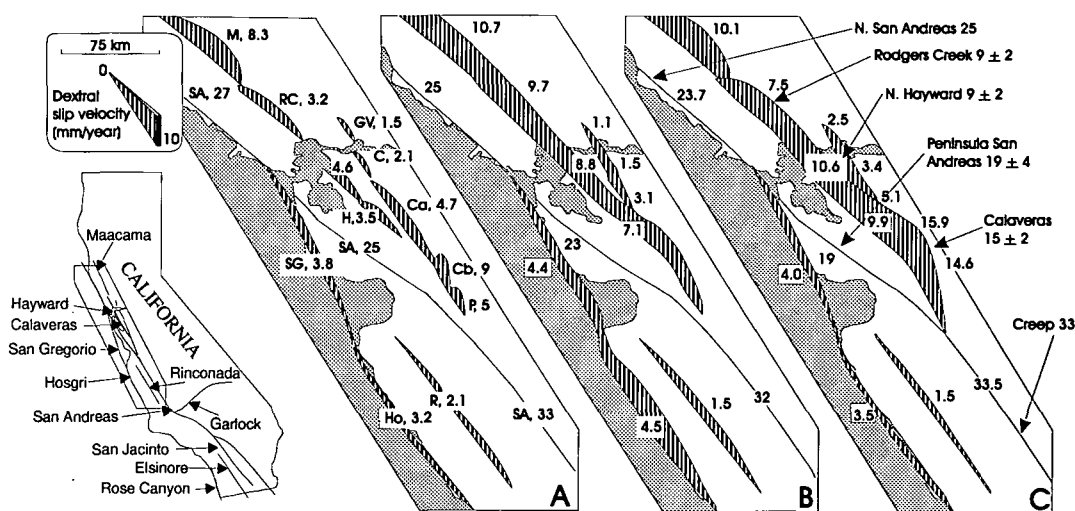 75 km
0
Dextral
slip velocity
(mm/year)
10
Maacama
CALIFORNIA
Hayward
Calaveras
San Gregorio
Hosgri
Rinconada
San Andreas
Garlock
San Jacinto
Elsinore
Rose Canyon
M, 8.3
SA, 27
RC, 3.2
GV, 1.5
4.6
C, 2.1
H, 3.5
Ca, 4.7
SA, 25
SG, 3.8
Cb, 9
P, 5
R, 2.1
Ho, 3.2
SA, 33
A
10.7
25
9.7
1.1
8.8
1.5
3.1
7.1
23
4.4
1.5
32
4.5
B
10.1
23.7
7.5
2.5
10.6
3.4
5.1
9.9
15.9
14.6
19
4.0
1.5
33.5
3.5
C
N. San Andreas 25
Rodgers Creek 9 ± 2
N. Hayward 9 ± 2
Peninsula San
Andreas 19 ± 4
Calaveras
15 ± 2
Creep 33